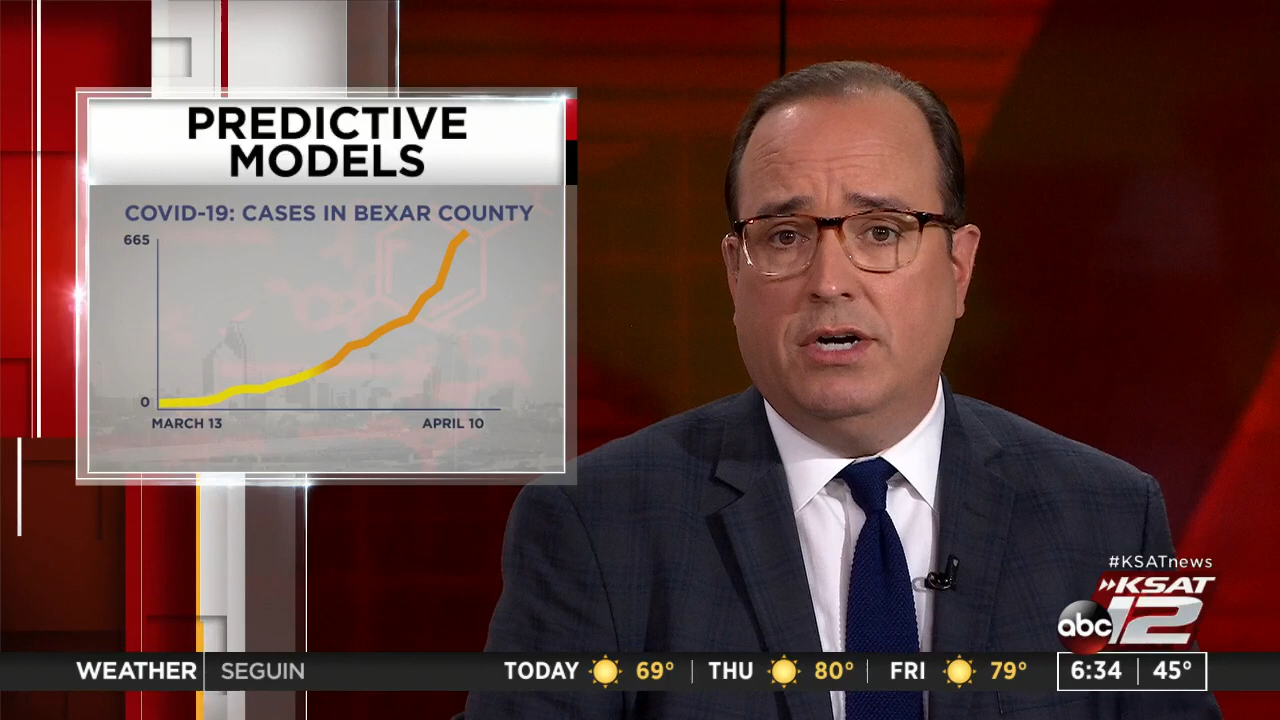 PREDICTIVE
MODELS
COVID-19: CASES IN BEXAR COUNTY
665
0
MARCH 13 APRIL 10
#KSATnews
KSAT
abc 12
WEATHER SEGUIN TODAY 69° THU 80° FRI 79° 6:34 45°